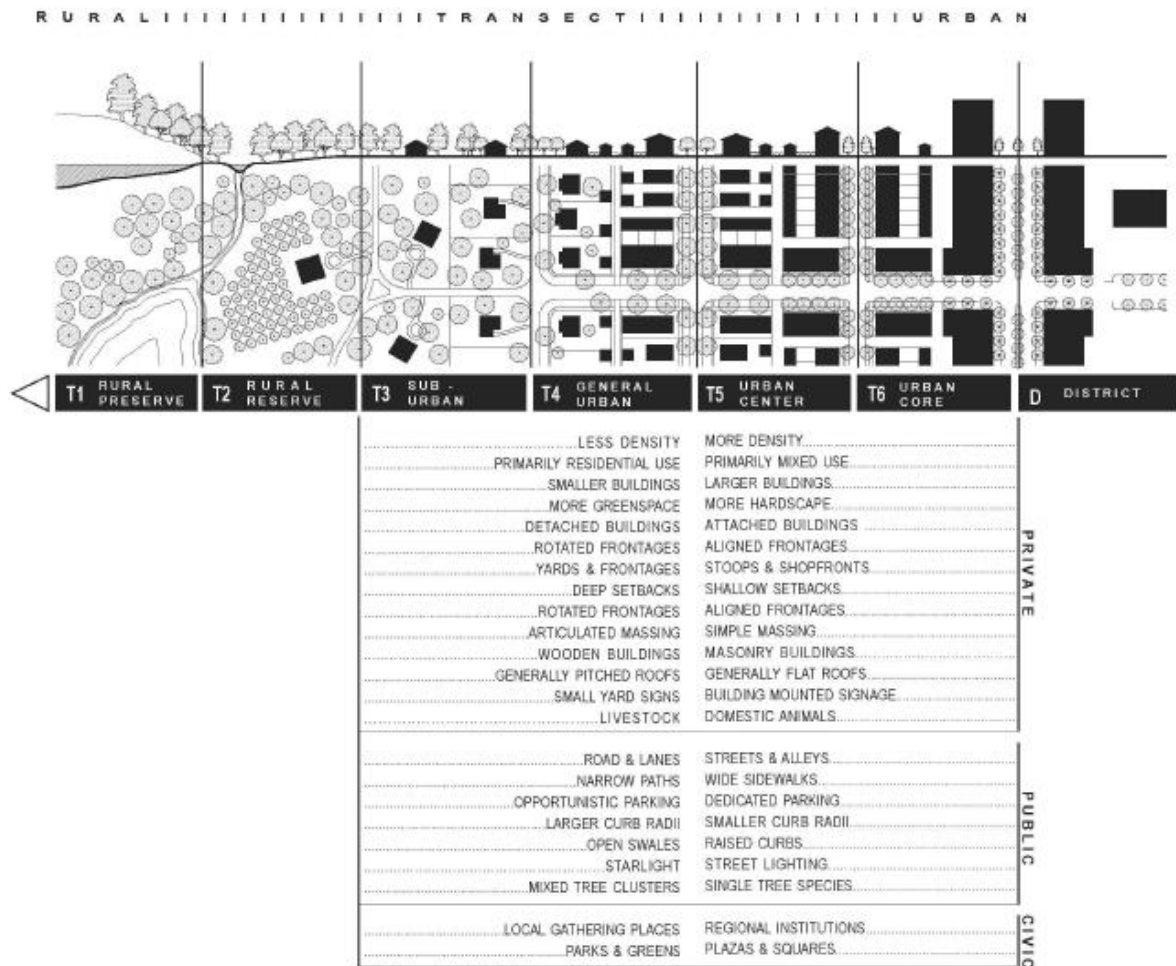 RURAL I I I I I I I I I I I I I I I TRANSECT I I I I I I I I I I I I I I I URBAN
T1 RURAL PRESERVE
T2 RURAL RESERVE
T3 SUB-URBAN
T4 GENERAL URBAN
T5 URBAN CENTER
T6 URBAN CORE
D DISTRICT
LESS DENSITY MORE DENSITY
PRIMARILY RESIDENTIAL USE PRIMARILY MIXED USE
SMALLER BUILDINGS LARGER BUILDINGS
MORE GREENSPACE MORE HARDSCAPE
DETACHED BUILDINGS ATTACHED BUILDINGS
ROTATED FRONTAGES ALIGNED FRONTAGES
YARDS & FRONTAGES STOOPS & SHOPFRONTS
DEEP SETBACKS SHALLOW SETBACKS
ROTATED FRONTAGES ALIGNED FRONTAGES
ARTICULATED MASSING SIMPLE MASSING
WOODEN BUILDINGS MASONRY BUILDINGS
GENERALLY PITCHED ROOFS GENERALLY FLAT ROOFS
SMALL YARD SIGNS BUILDING MOUNTED SIGNAGE
LIVESTOCK DOMESTIC ANIMALS
PRIVATE
ROAD & LANES STREETS & ALLEYS
NARROW PATHS WIDE SIDEWALKS
OPPORTUNISTIC PARKING DEDICATED PARKING
LARGER CURB RADII SMALLER CURB RADII
OPEN SWALES RAISED CURBS
STARLIGHT STREET LIGHTING
MIXED TREE CLUSTERS SINGLE TREE SPECIES
PUBLIC
LOCAL GATHERING PLACES REGIONAL INSTITUTIONS
PARKS & GREENS PLAZAS & SQUARES
CIVIC